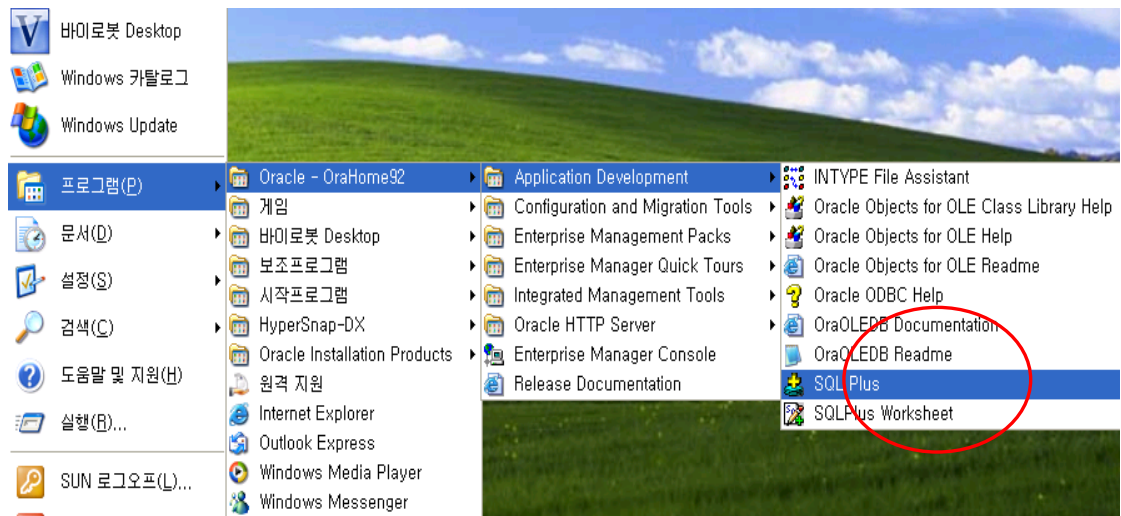 바이로봇 Desktop
Windows 카탈로그
Windows Update
프로그램(P)
문서(D)
설정(S)
검색(C)
도움말 및 지원(H)
실행(R)...
SUN 로그오프(L)...
Oracle - OraHome92
게임
바이로봇 Desktop
보조프로그램
시작프로그램
HyperSnap-DX
Oracle Installation Products
원격 지원
Internet Explorer
Outlook Express
Windows Media Player
Windows Messenger
Application Development
Configuration and Migration Tools
Enterprise Management Packs
Enterprise Manager Quick Tours
Integrated Management Tools
Oracle HTTP Server
Enterprise Manager Console
Release Documentation
INTYPE File Assistant
Oracle Objects for OLE Class Library Help
Oracle Objects for OLE Help
Oracle Objects for OLE Readme
Oracle ODBC Help
OraOLEDB Documentation
OraOLEDB Readme
SQL Plus
SQLPlus Worksheet